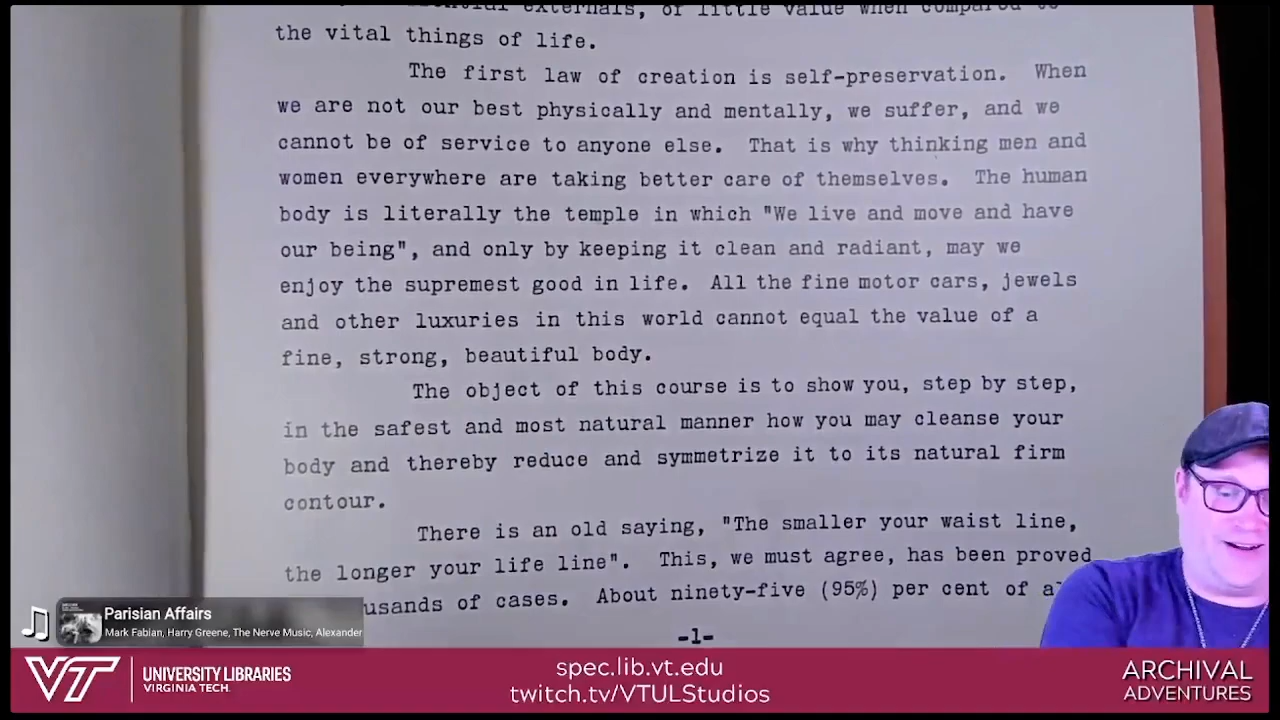 externals, of little value when compared to
the vital things of life.
The first law of creation is self-preservation. When
we are not our best physically and mentally, we suffer, and we
cannot be of service to anyone else. That is why thinking men and
women everywhere are taking better care of themselves. The human
body is literally the temple in which "We live and move and have
our being", and only by keeping it clean and radiant, may we
enjoy the supremest good in life. All the fine motor cars, jewels
and other luxuries in this world cannot equal the value of a
fine, strong, beautiful body.
The object of this course is to show you, step by step,
in the safest and most natural manner how you may cleanse your
body and thereby reduce and symmetrize it to its natural firm
contour.
There is an old saying, "The smaller your waist line,
the longer your life line". This, we must agree, has been proved
usands of cases. About ninety-five (95%) per cent of a
-1-
Parisian Affairs
Mark Fabian, Harry Greene, The Nerve Music, Alexander
VT UNIVERSITY LIBRARIES
VIRGINIA TECH.
spec.lib.vt.edu
twitch.tv/VTULStudios
ARCHIVAL
ADVENTURES